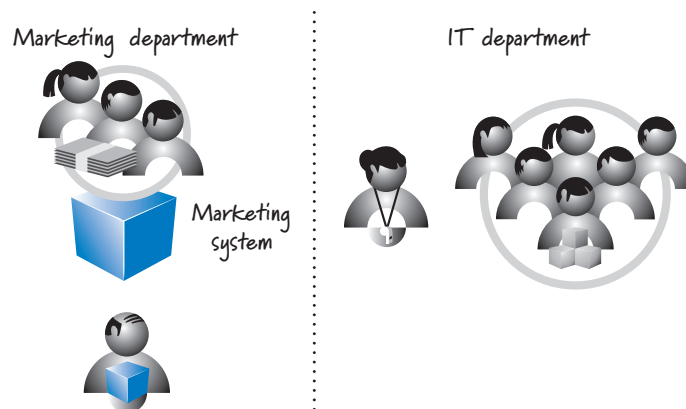 Marketing department
IT department
Marketing
system